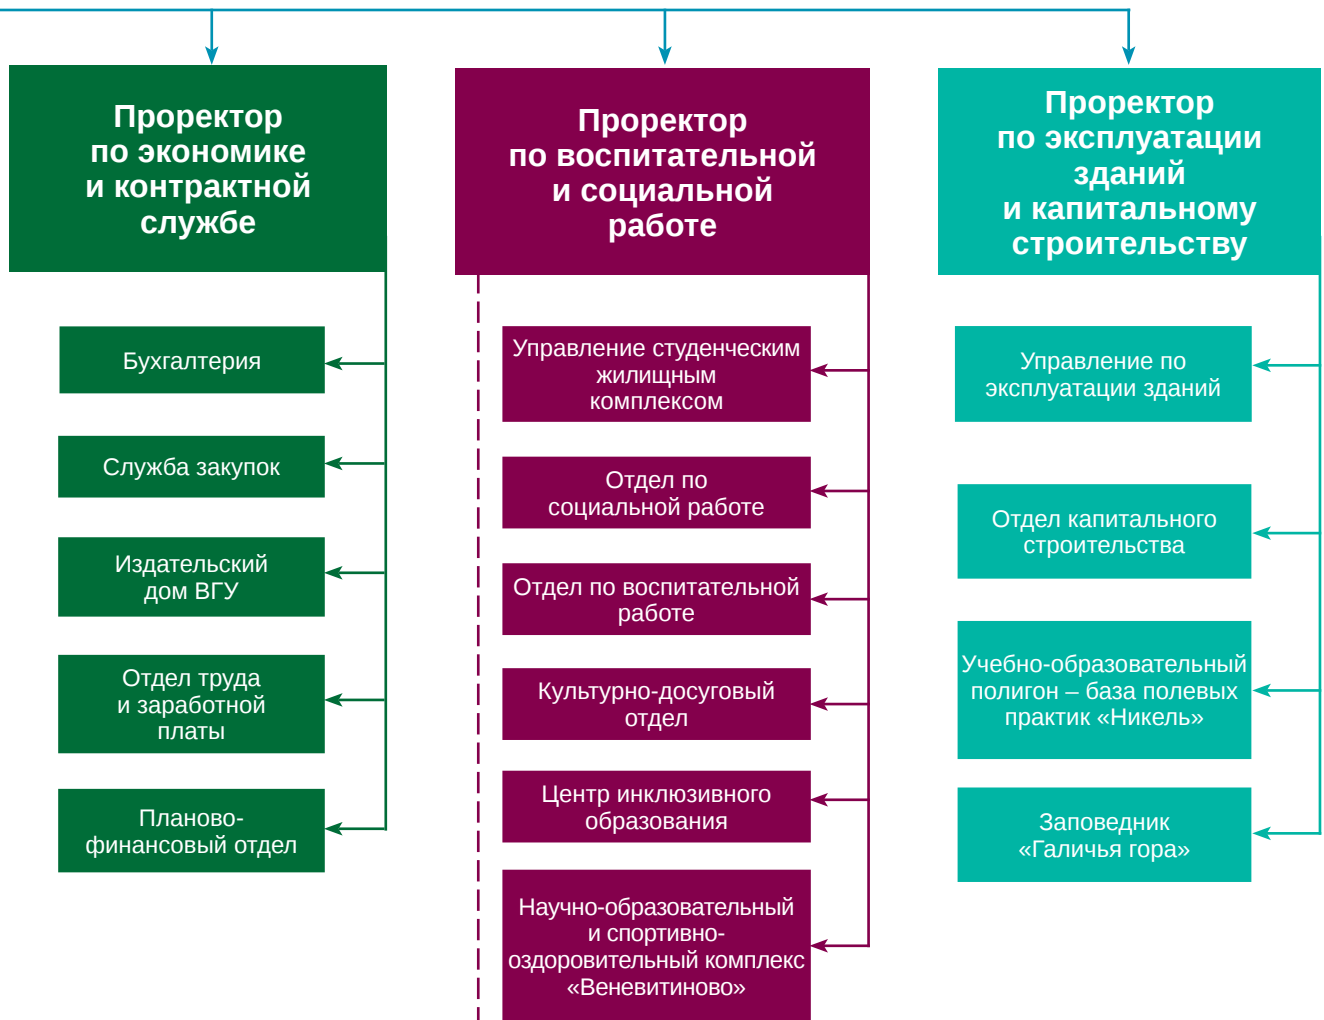 Проректор
по экономике
и контрактной
службе
Бухгалтерия
Служба закупок
Издательский
дом ВГУ
Отдел труда
и заработной
платы
Планово-
финансовый отдел
Проректор
по воспитательной
и социальной
работе
Управление студенческим
жилищным
комплексом
Отдел по
социальной работе
Отдел по воспитательной
работе
Культурно-досуговый
отдел
Центр инклюзивного
образования
Научно-образовательный
и спортивно-
оздоровительный комплекс
«Веневитиново»
Проректор
по эксплуатации
зданий
и капитальному
строительству
Управление по
эксплуатации зданий
Отдел капитального
строительства
Учебно-образовательный
полигон – база полевых
практик «Никель»
Заповедник
«Галичья гора»